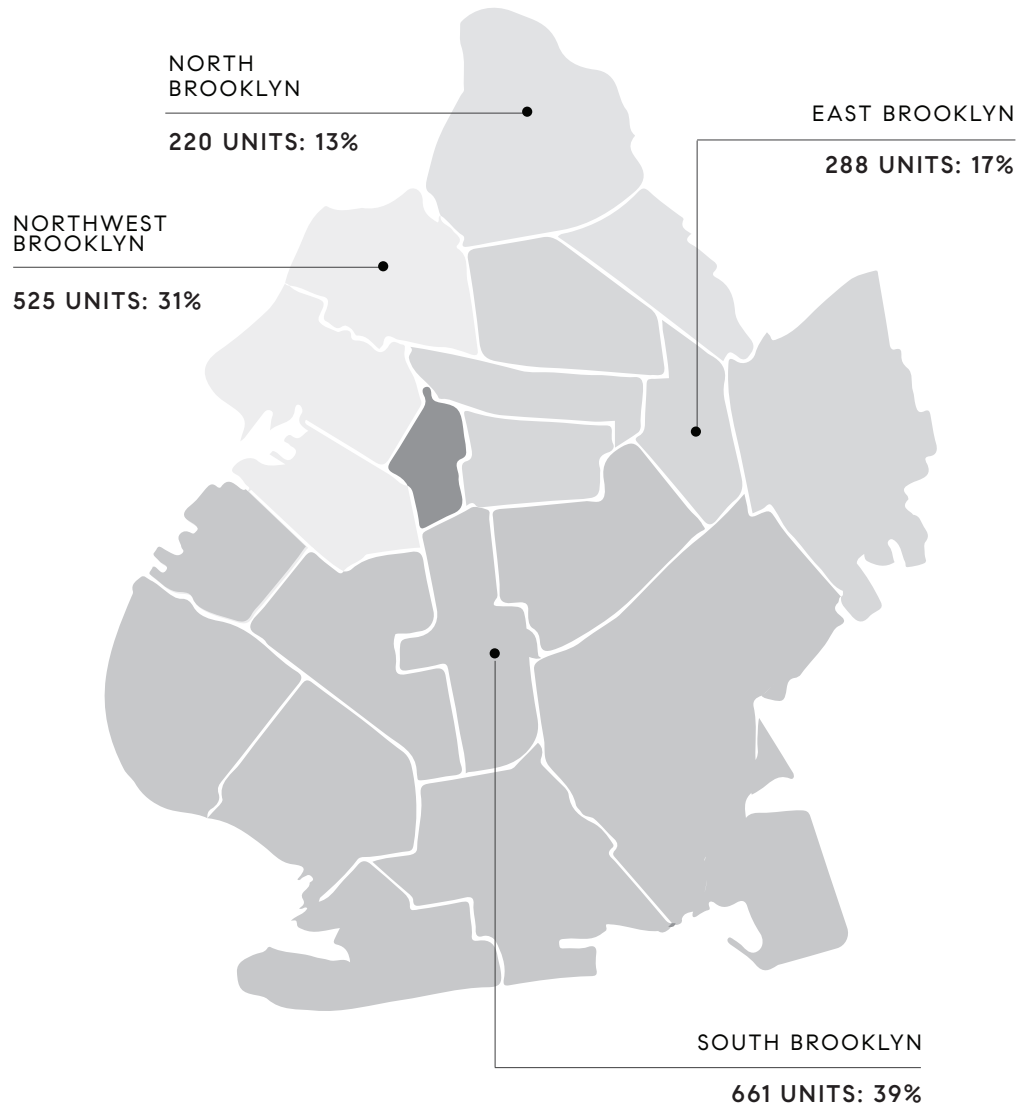 NORTH
BROOKLYN
220 UNITS: 13%
EAST BROOKLYN
288 UNITS: 17%
NORTHWEST
BROOKLYN
525 UNITS: 31%
SOUTH BROOKLYN
661 UNITS: 39%